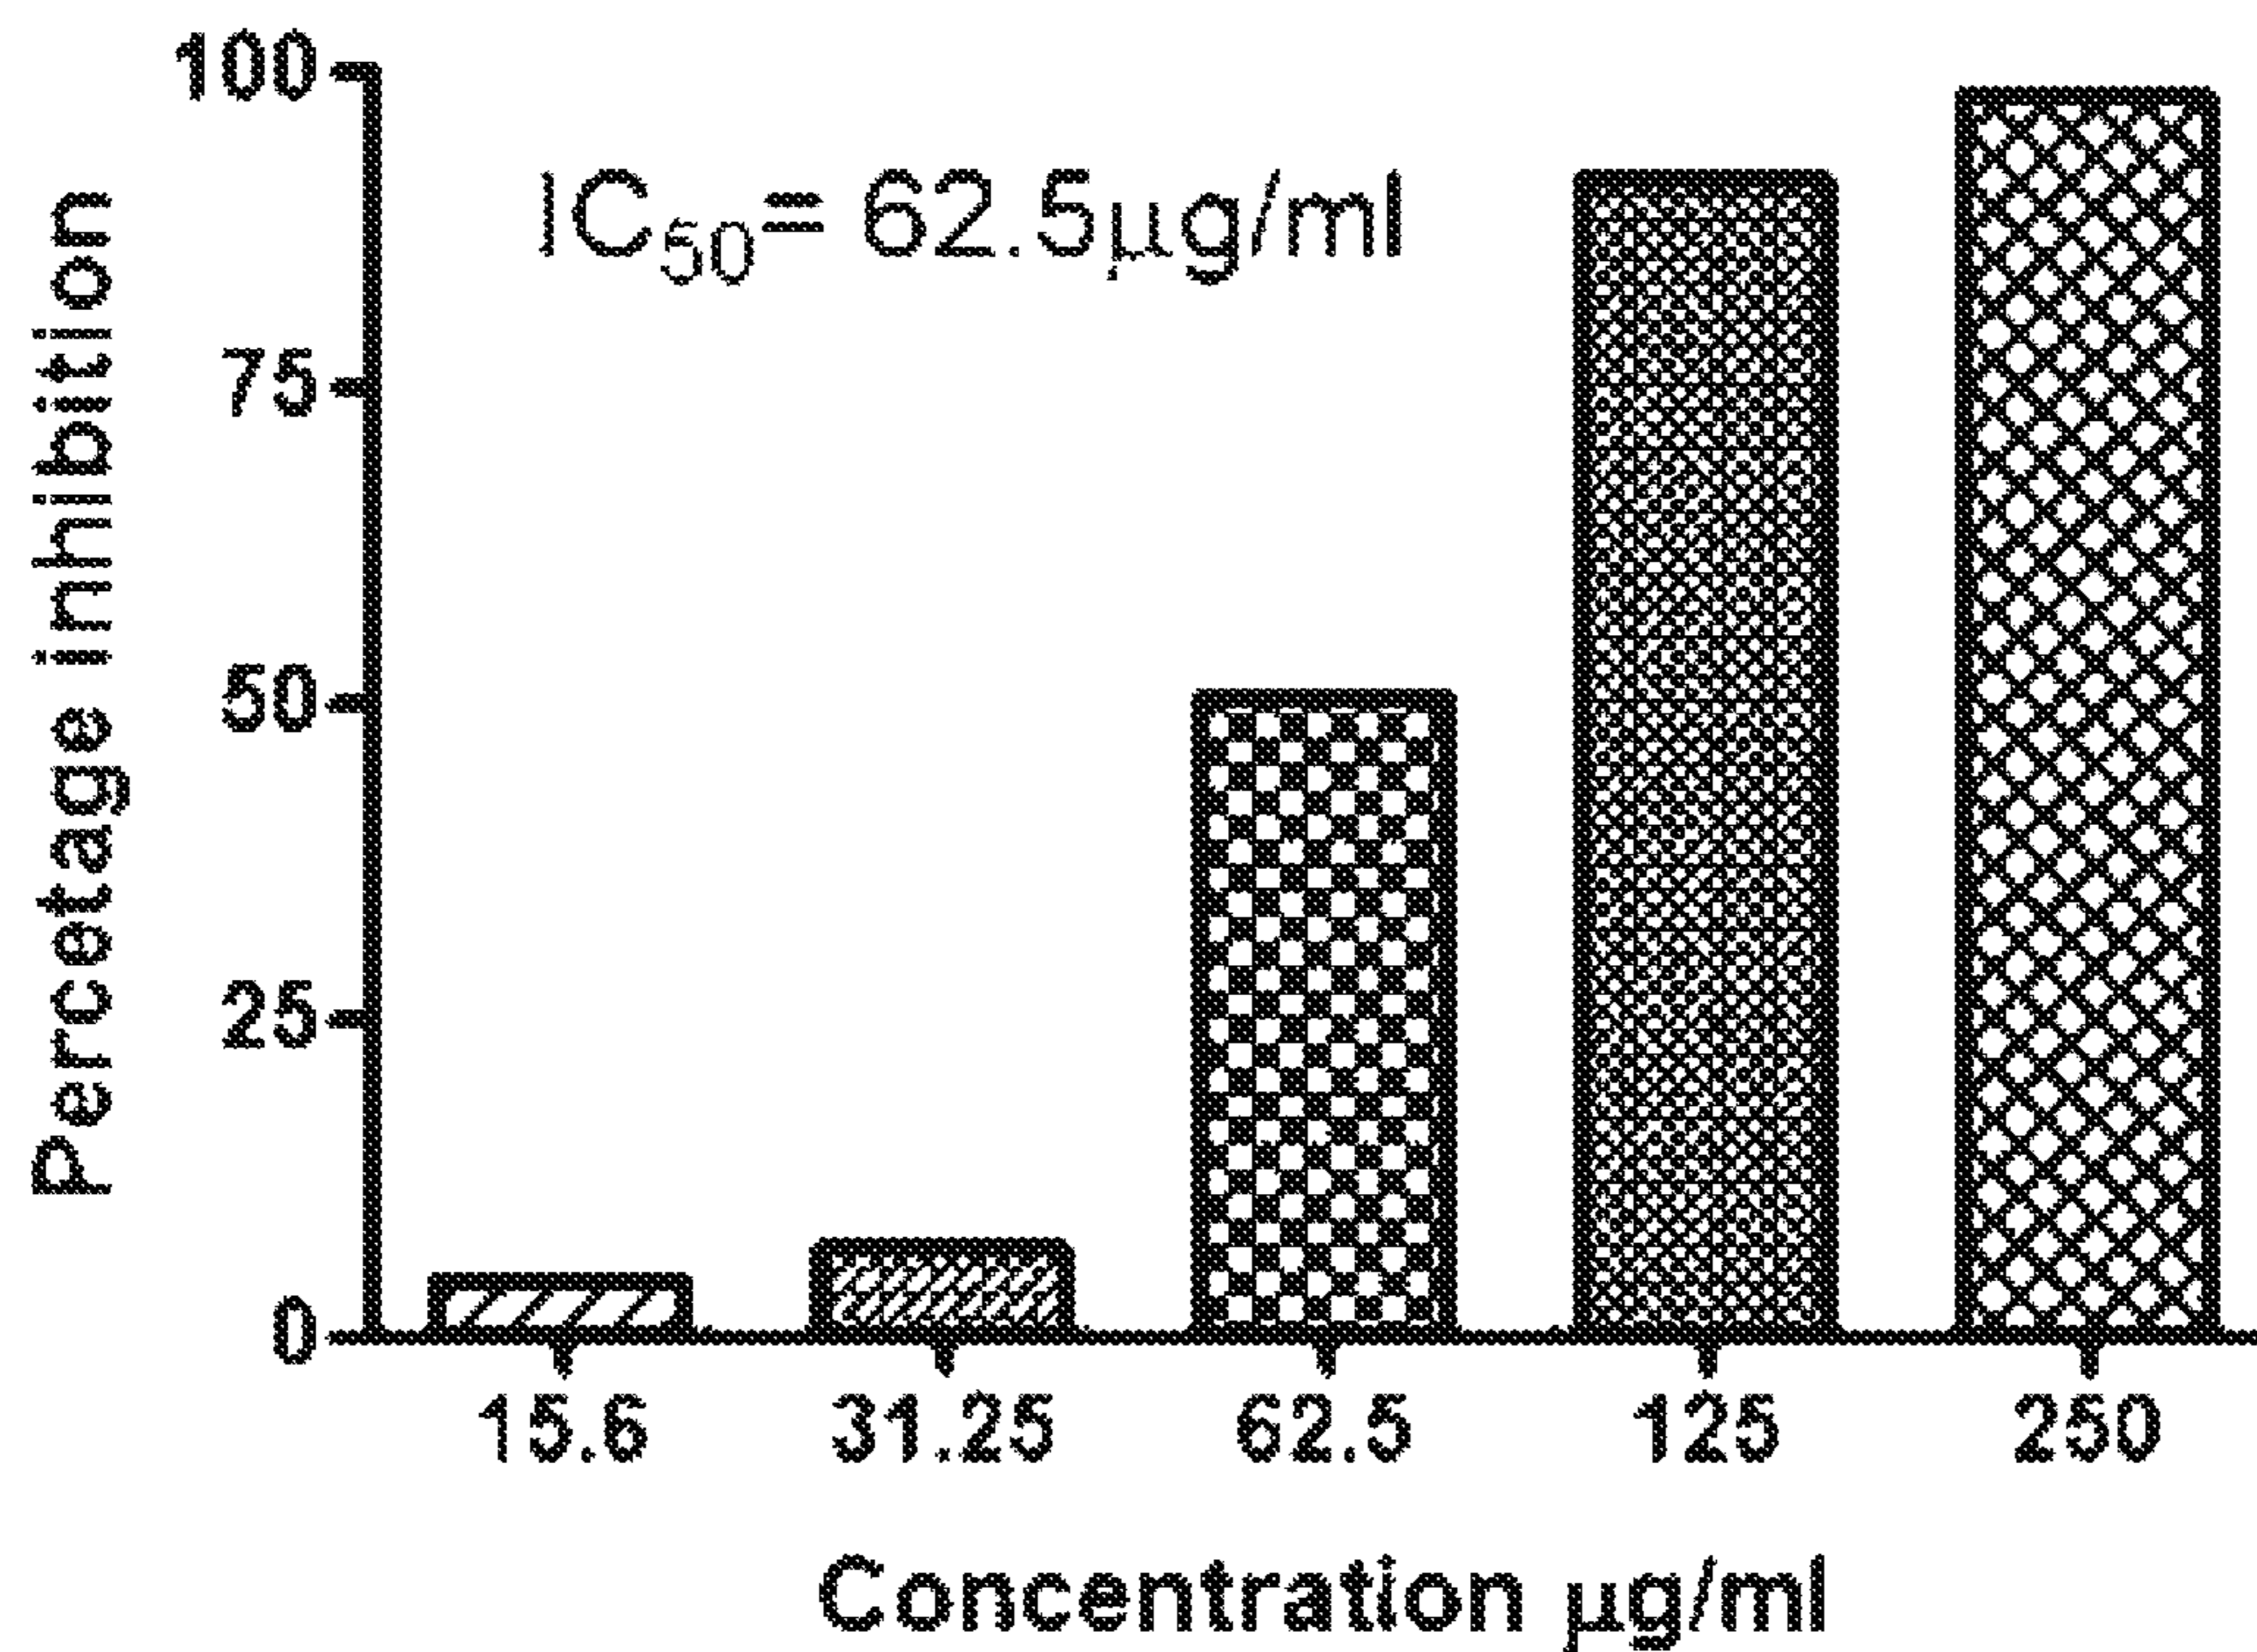 Percetage inhibition
100
75
50
25
0
IC₅₀= 62.5µg/ml
15.6 31.25 62.5 125 250
Concentration µg/ml